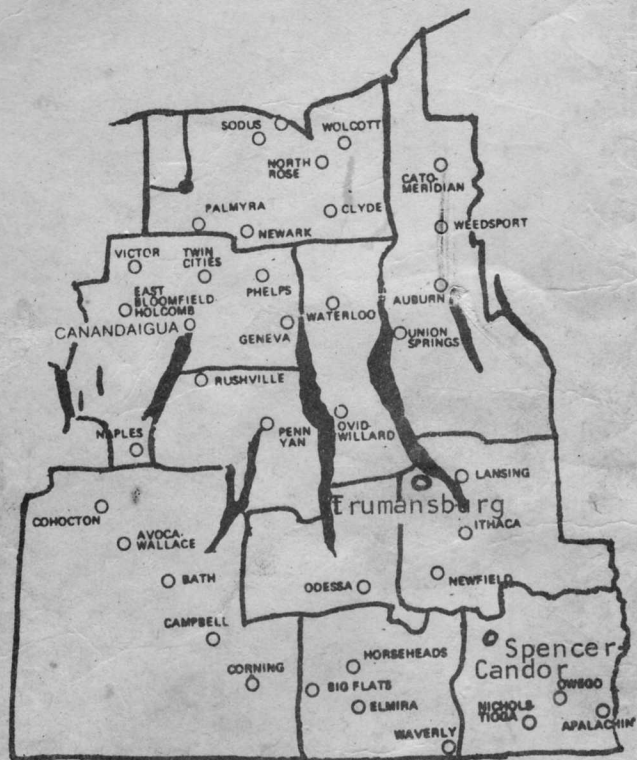 SODUS
WOLCOTT
NORTH
ROSE
CATO-
MERIDIAN
PALMYRA
CLYDE
NEWARK
WEEDSPORT
VICTOR
TWIN
CITIES
EAST
BLOOMFIELD
HOLCOMB
PHELPS
WATERLOO
AUBURN
CANANDAIGUA
GENEVA
UNION
SPRINGS
RUSHVILLE
NAPLES
PENN
YAN
OVID-
WILLARD
LANSING
Trumansburg
COHOCTON
ITHACA
AVOCA-
WALLACE
BATH
ODESSA
NEWFIELD
CAMPBELL
HORSEHEADS
Spencer
Candor
CORNING
BIG FLATS
ELMIRA
OWEGO
NICHOLS
TIOGA
APALACHIN
WAVERLY